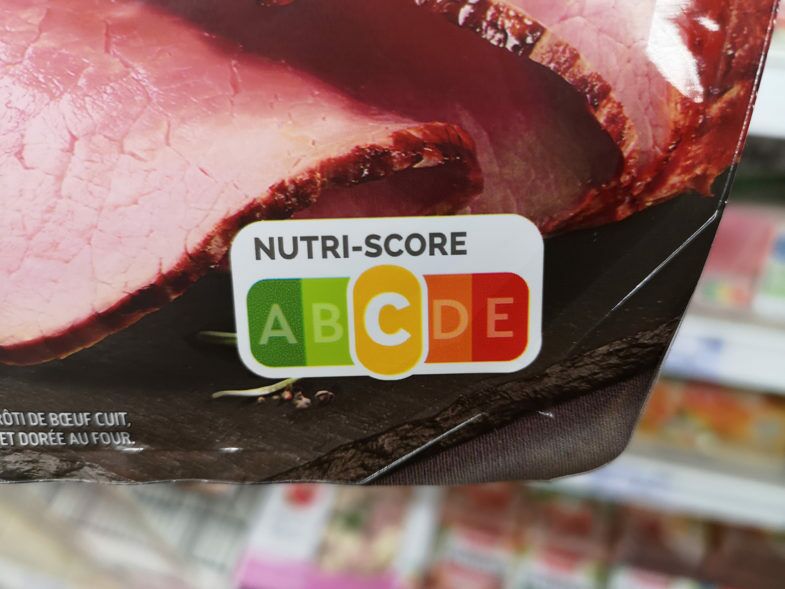 NUTRI-SCORE
A B C D E
RÔTI DE BŒUF CUIT,
ET DORÉE AU FOUR.